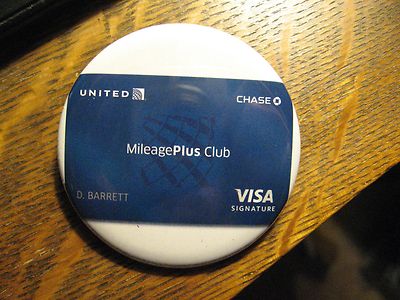 UNITED
CHASE
MileagePlus Club
D. BARRETT
VISA
SIGNATURE